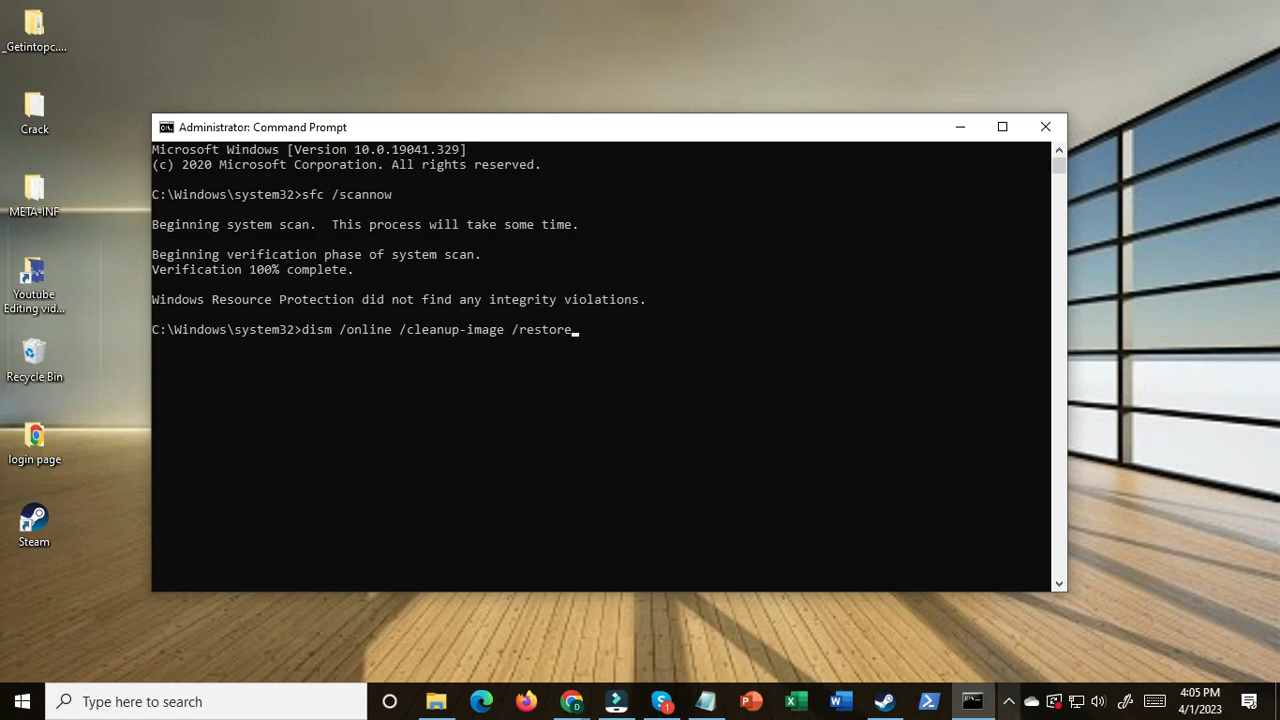 _Getintopc....
Crack
META-INF
Youtube
Editing vid...
Recycle Bin
login page
Steam
Administrator: Command Prompt
Microsoft Windows [Version 10.0.19041.329]
(c) 2020 Microsoft Corporation. All rights reserved.
C:\Windows\system32>sfc /scannow
Beginning system scan.  This process will take some time.
Beginning verification phase of system scan.
Verification 100% complete.
Windows Resource Protection did not find any integrity violations.
C:\Windows\system32>dism /online /cleanup-image /restore
Type here to search
4:05 PM
4/1/2023